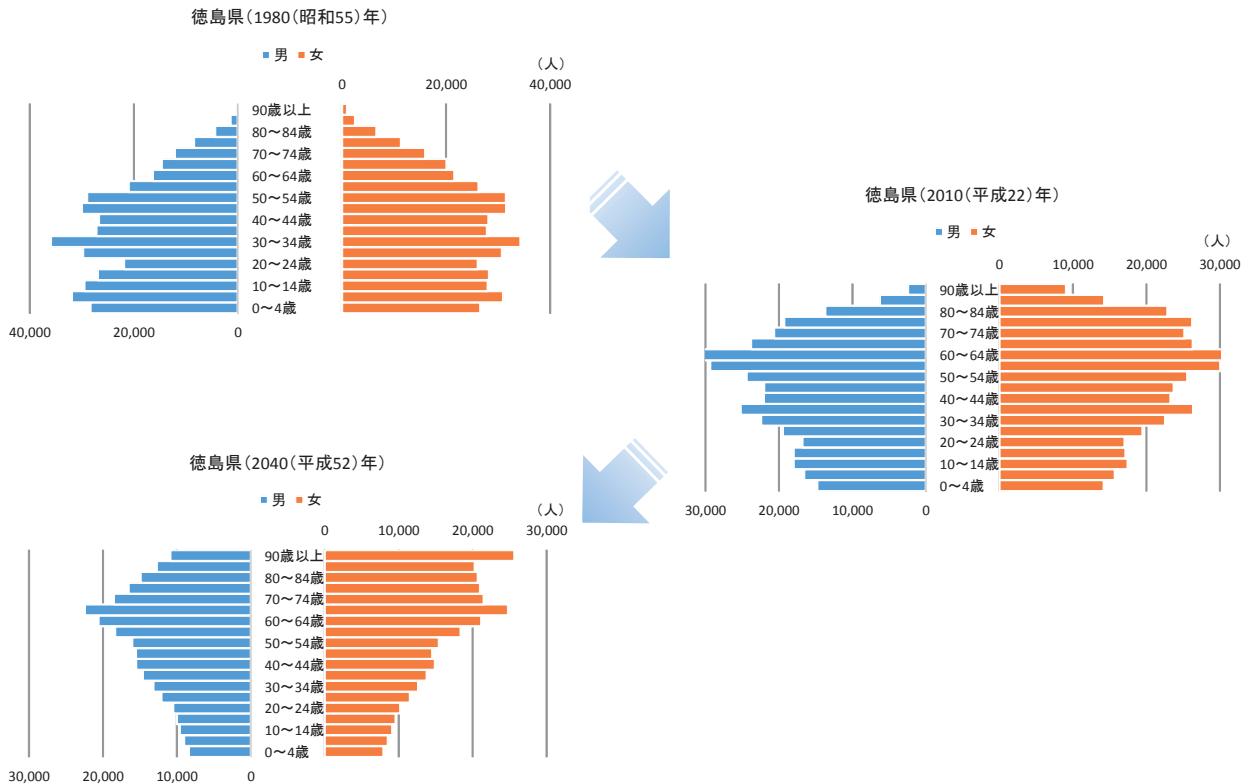 徳島県(1980(昭和55)年)
男 女
(人)
0 20,000 40,000
90歳以上
80～84歳
70～74歳
60～64歳
50～54歳
40～44歳
30～34歳
20～24歳
10～14歳
0～4歳
40,000 20,000 0
徳島県(2010(平成22)年)
男 女
(人)
0 10,000 20,000 30,000
90歳以上
80～84歳
70～74歳
60～64歳
50～54歳
40～44歳
30～34歳
20～24歳
10～14歳
0～4歳
30,000 20,000 10,000 0
徳島県(2040(平成52)年)
男 女
(人)
0 10,000 20,000 30,000
90歳以上
80～84歳
70～74歳
60～64歳
50～54歳
40～44歳
30～34歳
20～24歳
10～14歳
0～4歳
30,000 20,000 10,000 0